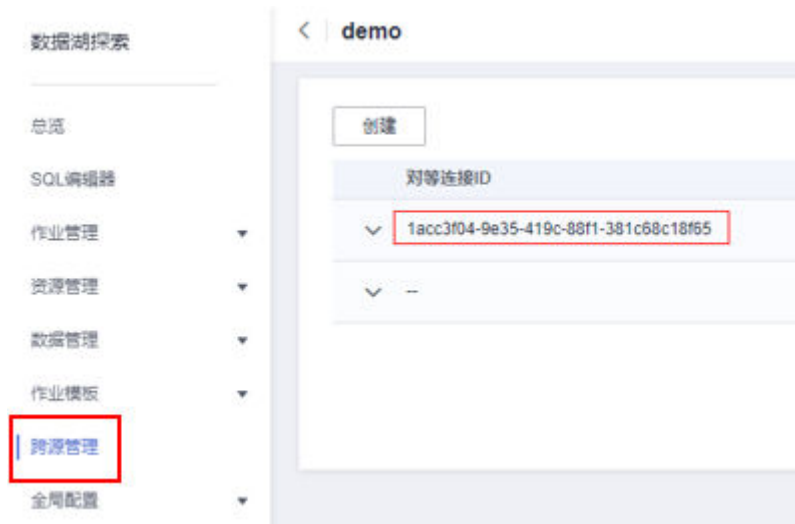 数据湖探索
总览
SQL编辑器
作业管理
资源管理
数据管理
作业模板
跨源管理
全局配置
demo
创建
对等连接ID
1acc3f04-9e35-419c-88f1-381c68c18f65
--